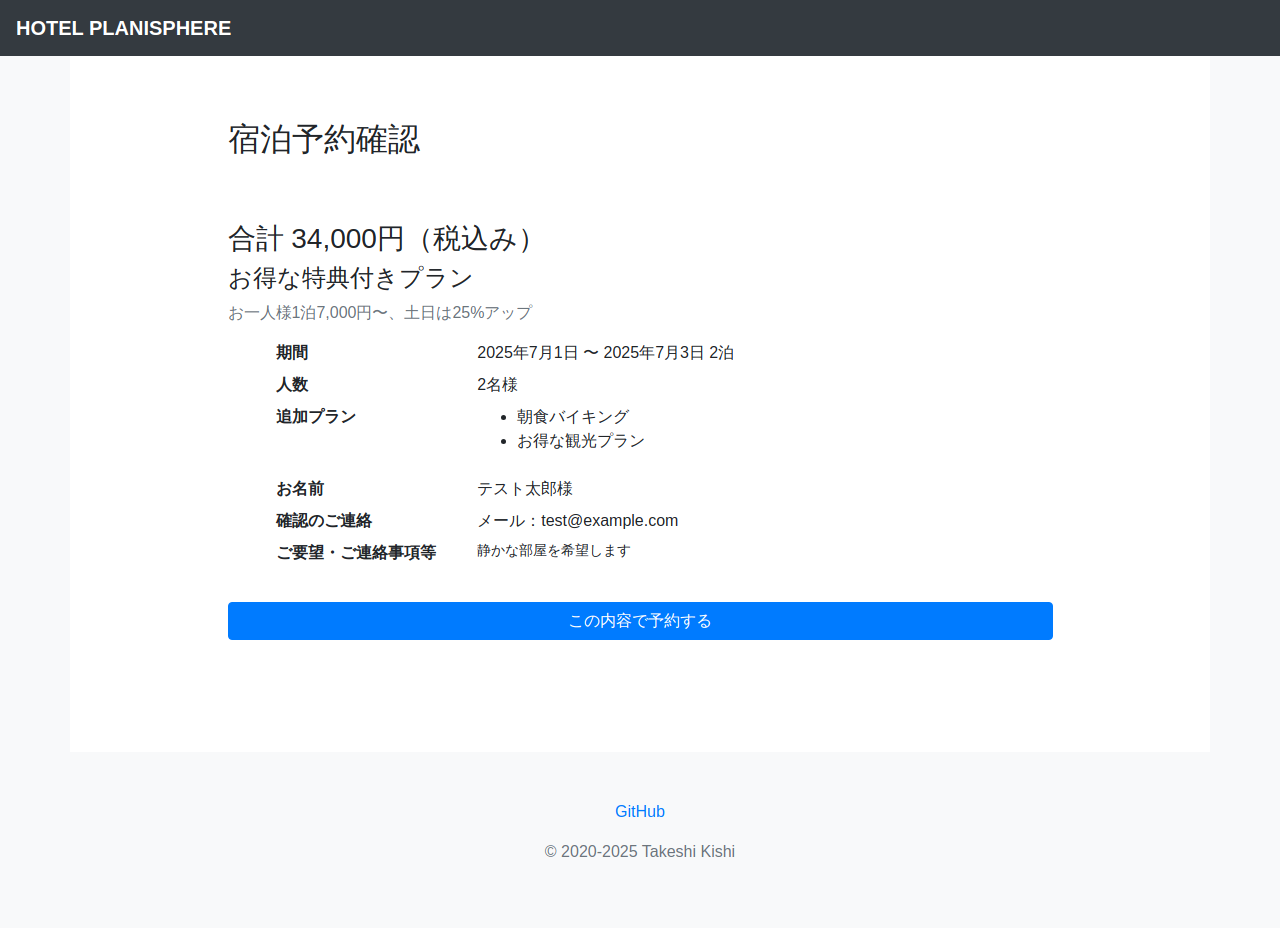 HOTEL PLANISPHERE
宿泊予約確認
合計 34,000円（税込み）
お得な特典付きプラン
お一人様1泊7,000円〜、土日は25%アップ
期間 2025年7月1日 〜 2025年7月3日 2泊
人数 2名様
追加プラン
• 朝食バイキング
• お得な観光プラン
お名前 テスト太郎様
確認のご連絡 メール：test@example.com
ご要望・ご連絡事項等 静かな部屋を希望します
この内容で予約する
GitHub
© 2020-2025 Takeshi Kishi